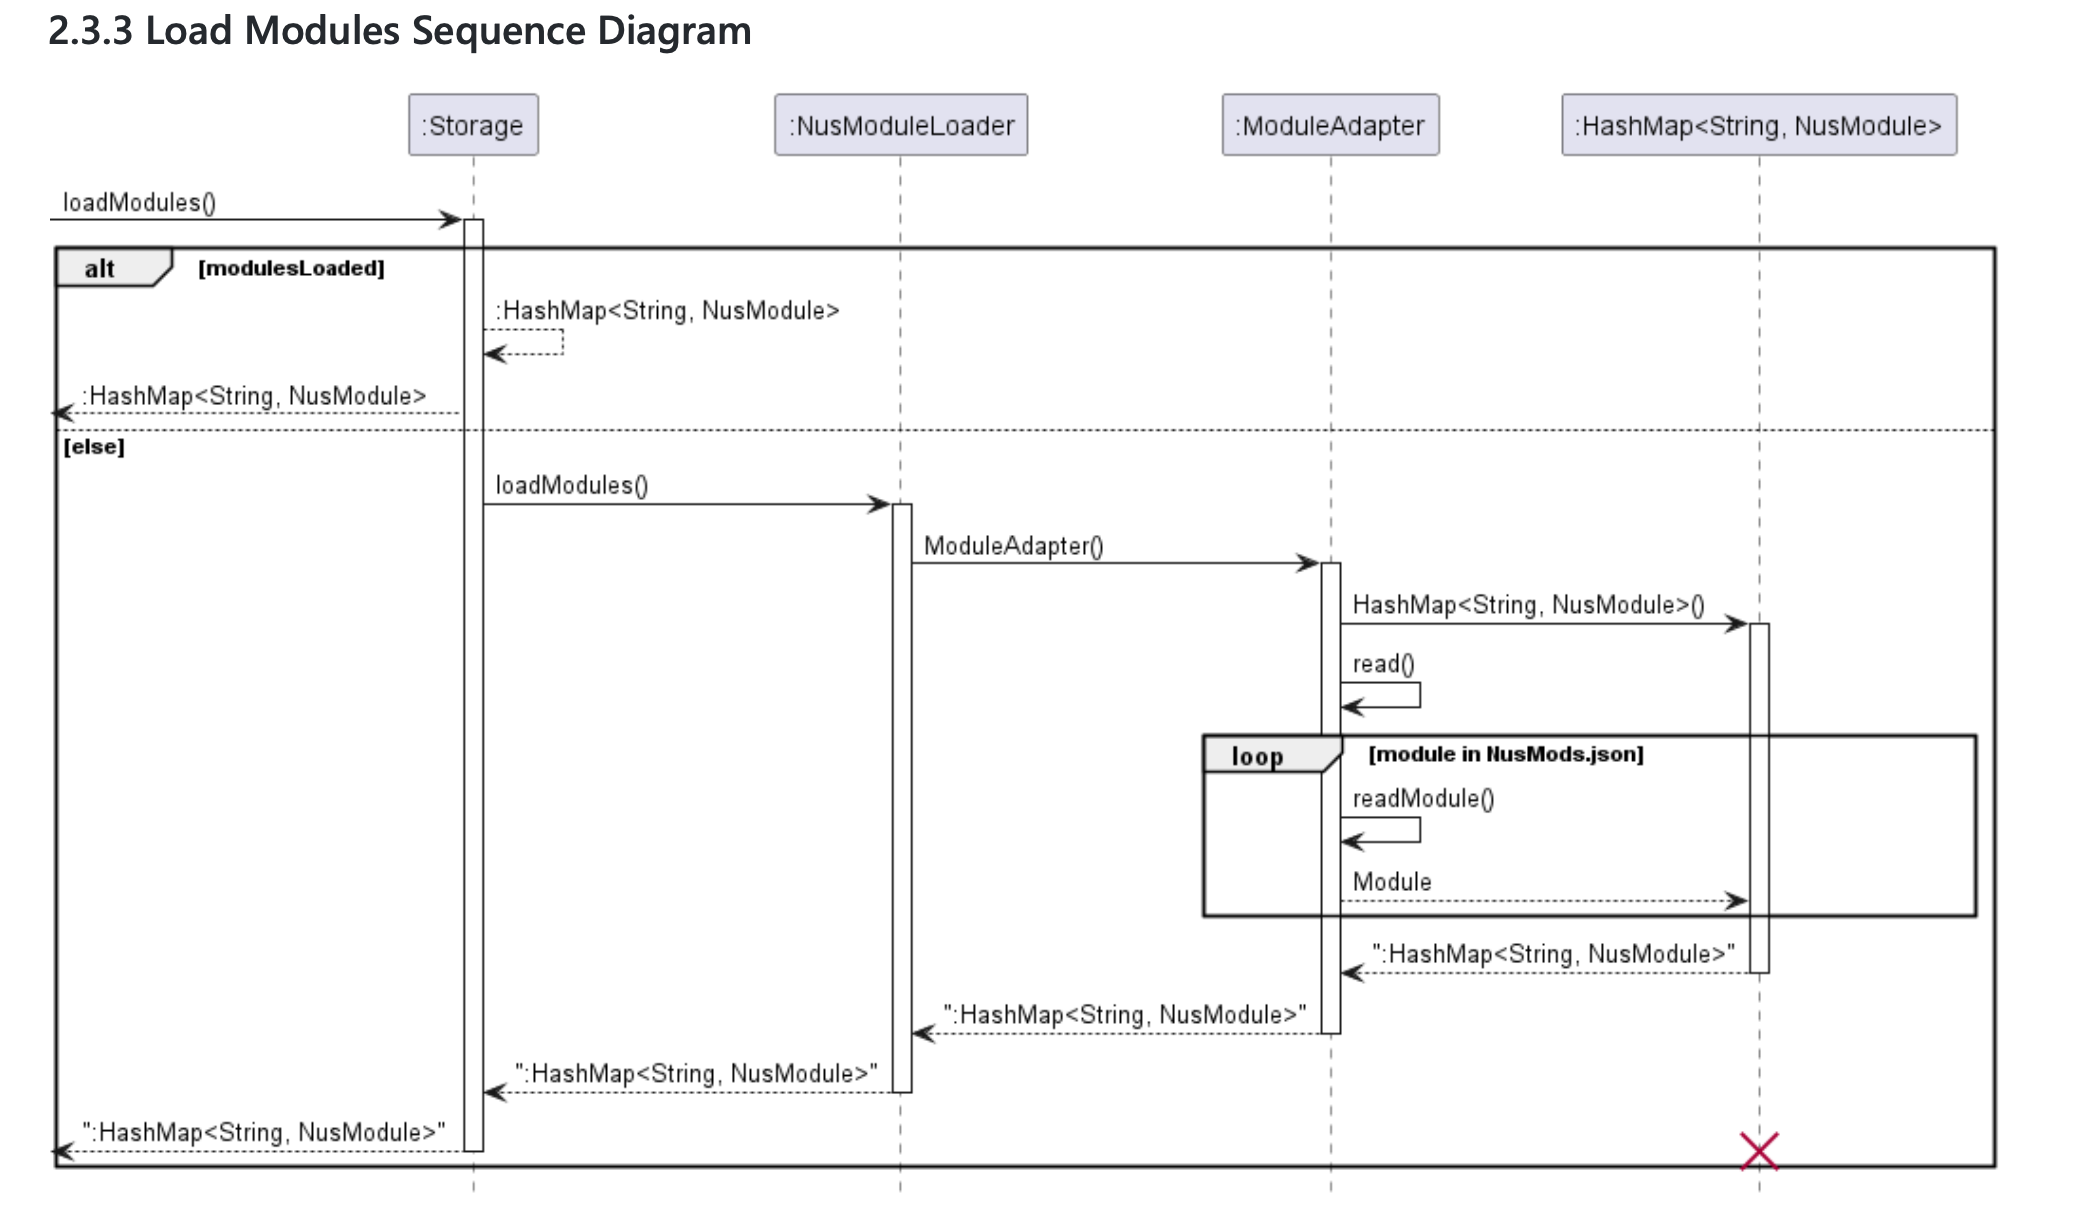 2.3.3 Load Modules Sequence Diagram
:Storage
:NusModuleLoader
:ModuleAdapter
:HashMap<String, NusModule>
loadModules()
alt
[modulesLoaded]
:HashMap<String, NusModule>
:HashMap<String, NusModule>
[else]
loadModules()
ModuleAdapter()
HashMap<String, NusModule>()
read()
loop
[module in NusMods.json]
readModule()
Module
":HashMap<String, NusModule>"
":HashMap<String, NusModule>"
":HashMap<String, NusModule>"
":HashMap<String, NusModule>"